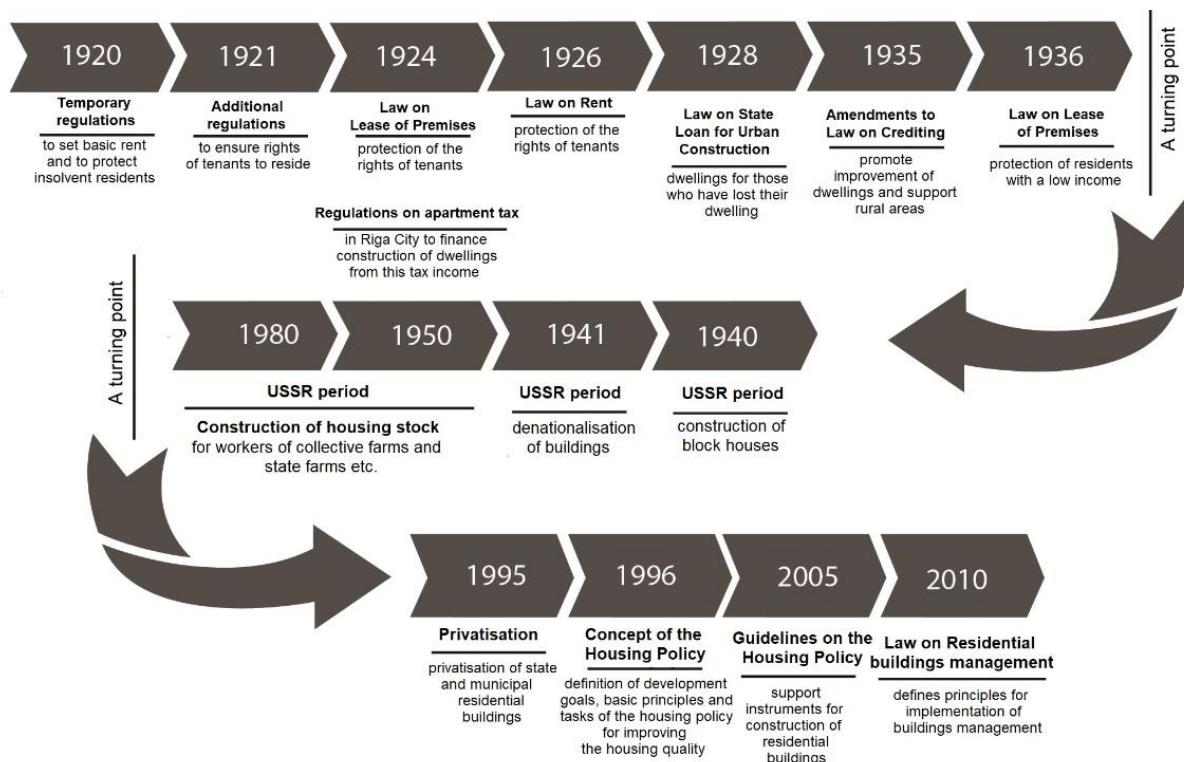 1920
1921
1924
1926
1928
1935
1936
A turning point
Temporary
regulations
to set basic rent
and to protect
insolvent residents
Additional
regulations
to ensure rights
of tenants to reside
Law on
Lease of Premises
protection of the
rights of tenants
Regulations on apartment tax
in Riga City to finance
construction of dwellings
from this tax income
Law on Rent
protection of the
rights of tenants
Law on State
Loan for Urban
Construction
dwellings for those
who have lost their
dwelling
Amendments to
Law on Crediting
promote
improvement of
dwellings and support
rural areas
Law on Lease
of Premises
protection of residents
with a low income
A turning point
1980
1950
1941
1940
USSR period
Construction of housing stock
for workers of collective farms and
state farms etc.
USSR period
denationalisation
of buildings
USSR period
construction of
block houses
1995
1996
2005
2010
Privatisation
privatisation of state
and municipal
residential
buildings
Concept of the
Housing Policy
definition of development
goals, basic principles and
tasks of the housing policy
for improving
the housing quality
Guidelines on the
Housing Policy
support
instruments for
construction of
residential
buildings
Law on Residential
buildings management
defines principles for
implementation of
buildings management